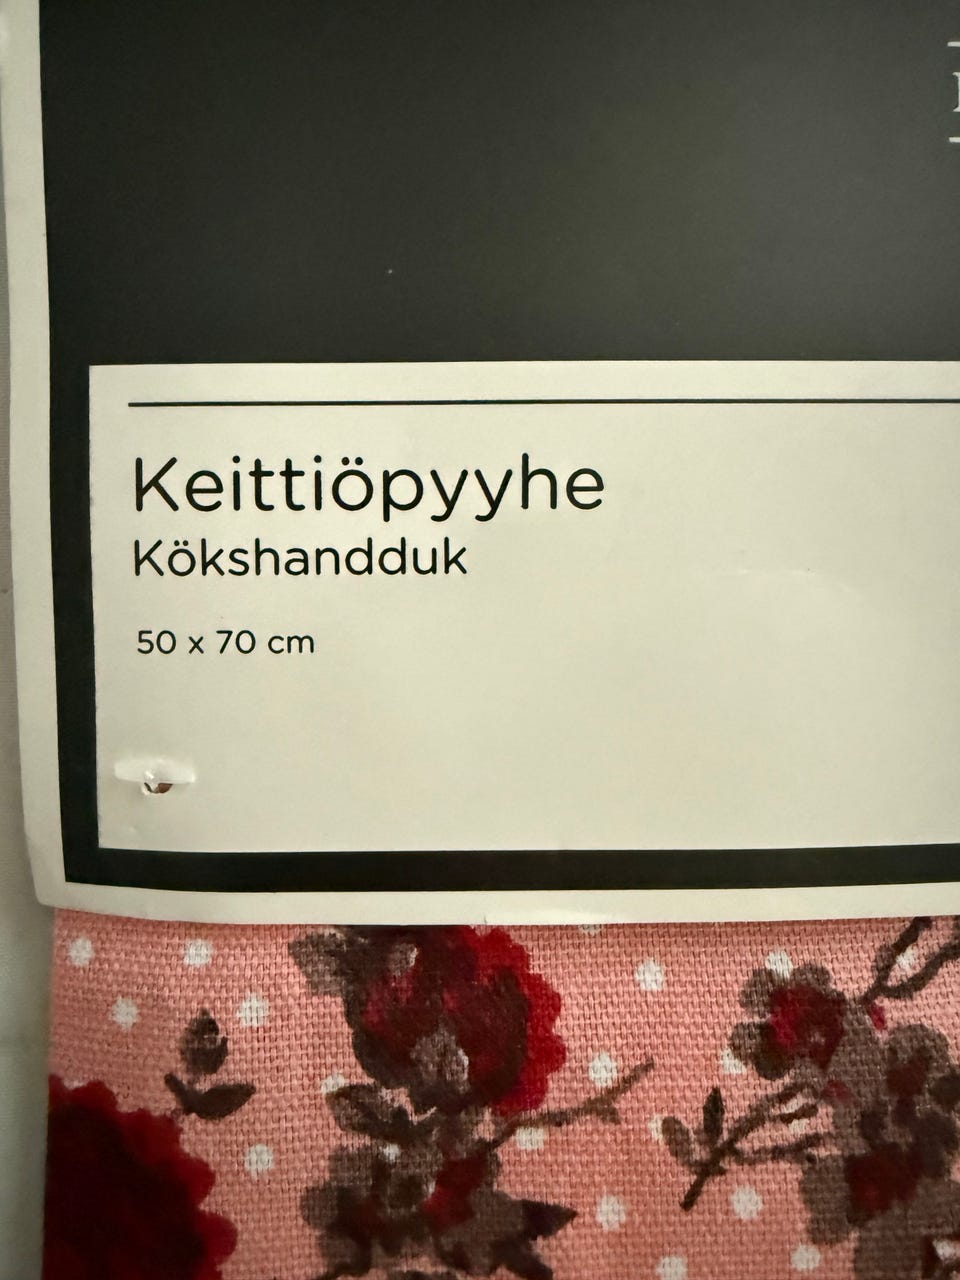 Keittiöpyyhe
Kökshandduk
50 x 70 cm